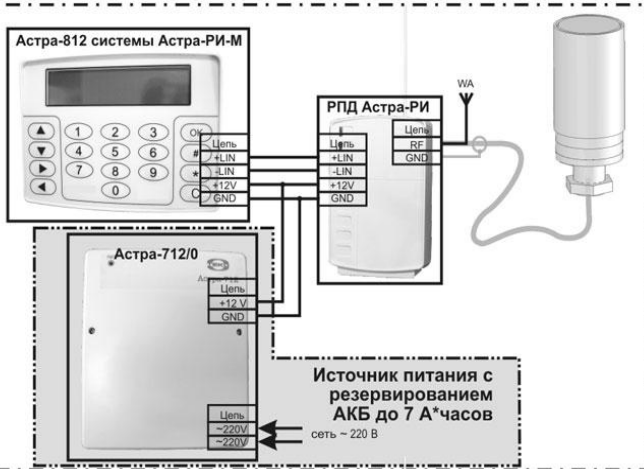 Астра-812 системы Астра-РИ-М
1
2
3
OK
4
5
6
#
7
8
9
*
0
C
Цепь
+LIN
-LIN
+12V
GND
РПД Астра-РИ
WA
Цепь
RF
GND
Цепь
+LIN
-LIN
+12V
GND
Астра-712/0
Цепь
+12 V
GND
Цепь
~220V
~220V
Источник питания с
резервированием
АКБ до 7 А*часов
сеть ~ 220 В